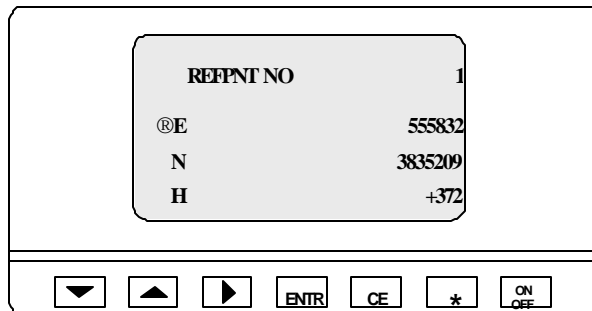 REFPNT NO 1
®E 555832
N 3835209
H +372
ENTR CE * ON OFF